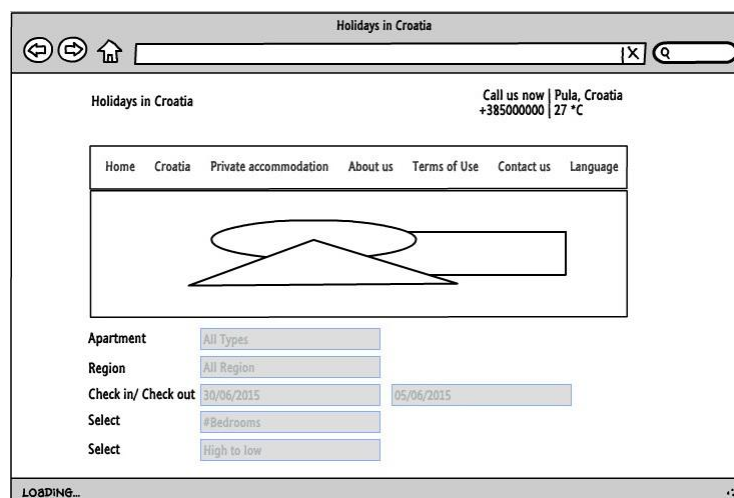 Holidays in Croatia
X
Holidays in Croatia
Call us now | Pula, Croatia
+385000000 | 27 °C
Home Croatia Private accommodation About us Terms of Use Contact us Language
Apartment All Types
Region All Region
Check in/ Check out 30/06/2015 05/06/2015
Select #Bedrooms
Select High to low
LOADING...